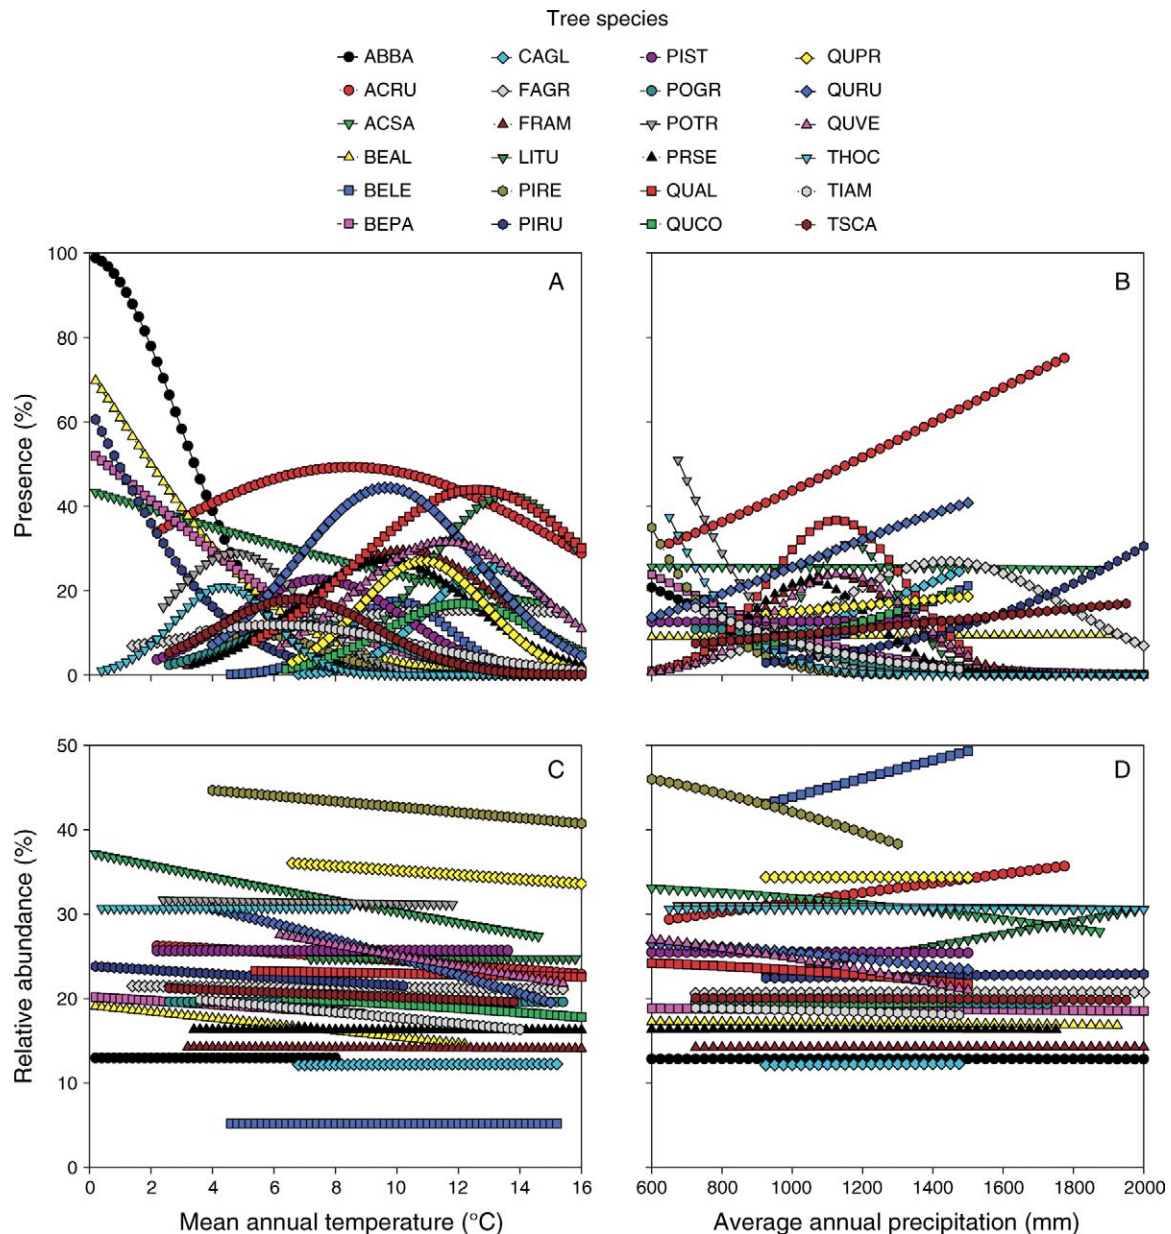 Tree species
ABBA CAGL PIST QUPR
ACRU FAGR POGR QURU
ACSA FRAM POTR QUVE
BEAL LITU PRSE THOC
BELE PIRE QUAL TIAM
BEPA PIRU QUCO TSCA
100
80
60
40
20
0
Presence (%)
A
B
50
40
30
20
10
0
Relative abundance (%)
C
D
0 2 4 6 8 10 12 14 16
600 800 1000 1200 1400 1600 1800 2000
Mean annual temperature (°C)
Average annual precipitation (mm)